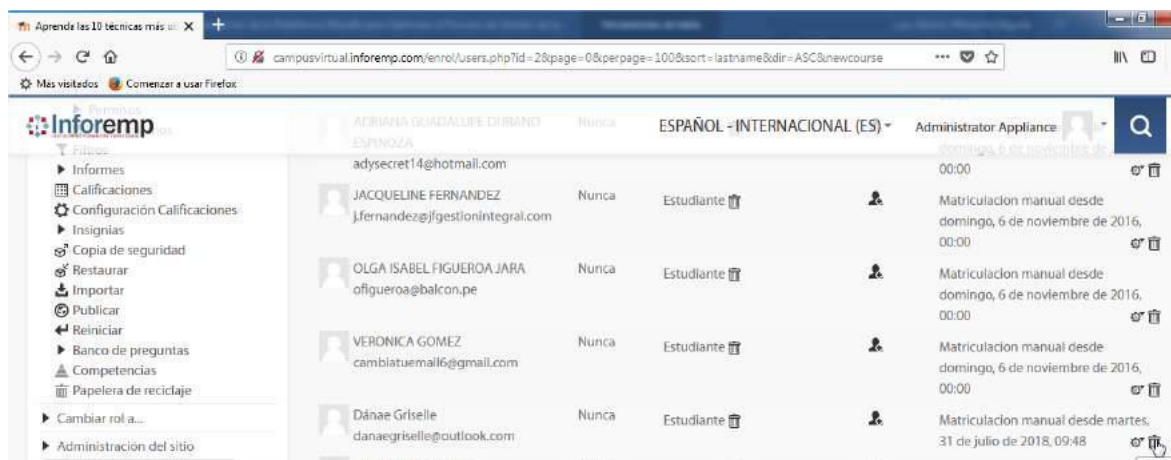 Aprenda las 10 técnicas más ut
campusvirtual.inforemp.com/enrol/users.php?id=2&page=0&perpage=100&sort=lastname&dir=ASC&newcourse
Más visitados Comenzar a usar Firefox
Inforemp
ESPAÑOL - INTERNACIONAL (ES)
Administrator Appliance
Permisos
Filtros
Informes
Calificaciones
Configuración Calificaciones
Insignias
Copia de seguridad
Restaurar
Importar
Publicar
Reiniciar
Banco de preguntas
Competencias
Papelera de reciclaje
Cambiar rol a...
Administración del sitio
ADRIANA GUADALUPE DURAND Nunca
ESPINOZA
adysecret14@hotmail.com
domingo, 6 de noviembre de
00:00
JACQUELINE FERNANDEZ Nunca Estudiante
j.fernandez@jfgestionintegral.com
Matriculacion manual desde
domingo, 6 de noviembre de 2016,
00:00
OLGA ISABEL FIGUEROA JARA Nunca Estudiante
ofigueroa@balcon.pe
Matriculacion manual desde
domingo, 6 de noviembre de 2016,
00:00
VERONICA GOMEZ Nunca Estudiante
cambiatuemail6@gmail.com
Matriculacion manual desde
domingo, 6 de noviembre de 2016,
00:00
Dánae Griselle Nunca Estudiante
danaegriselle@outlook.com
Matriculacion manual desde martes,
31 de julio de 2018, 09:48